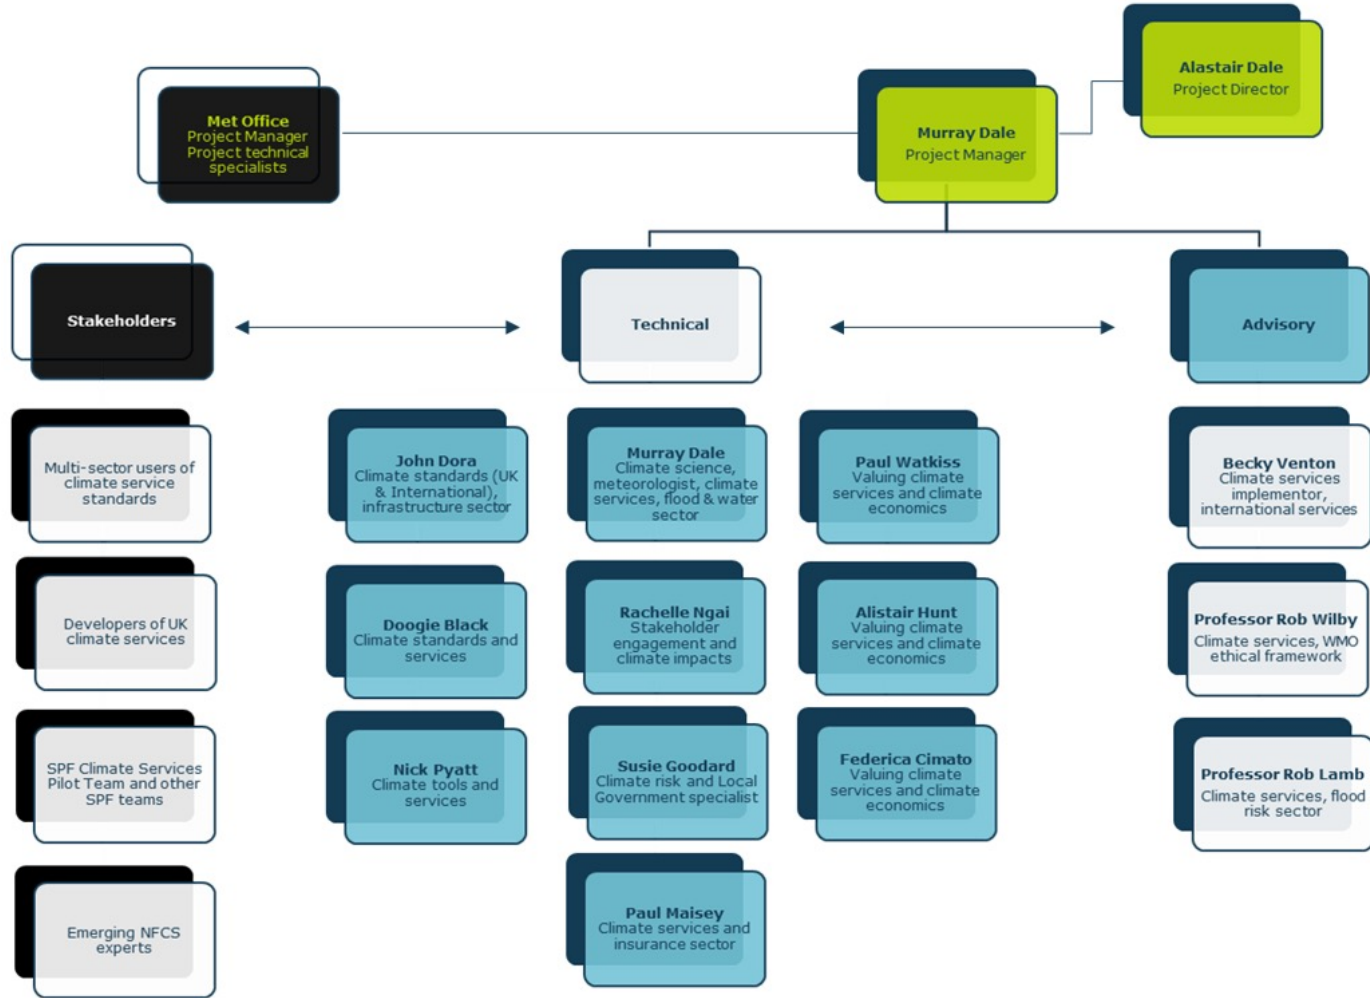 Alastair Dale
Project Director
Met Office
Project Manager
Project technical
specialists
Murray Dale
Project Manager
Stakeholders
Technical
Advisory
Multi-sector users of
climate service
standards
John Dora
Climate standards (UK
& International),
infrastructure sector
Murray Dale
Climate science,
meteorologist, climate
services, flood & water
sector
Paul Watkiss
Valuing climate
services and climate
economics
Becky Venton
Climate services
implementor,
international services
Developers of UK
climate services
Doogie Black
Climate standards and
services
Rachelle Ngai
Stakeholder
engagement and
climate impacts
Alistair Hunt
Valuing climate
services and climate
economics
Professor Rob Wilby
Climate services, WMO
ethical framework
SPF Climate Services
Pilot Team and other
SPF teams
Nick Pyatt
Climate tools and
services
Susie Goodard
Climate risk and Local
Government specialist
Federica Cimato
Valuing climate
services and climate
economics
Professor Rob Lamb
Climate services, flood
risk sector
Emerging NFCS
experts
Paul Maisey
Climate services and
insurance sector